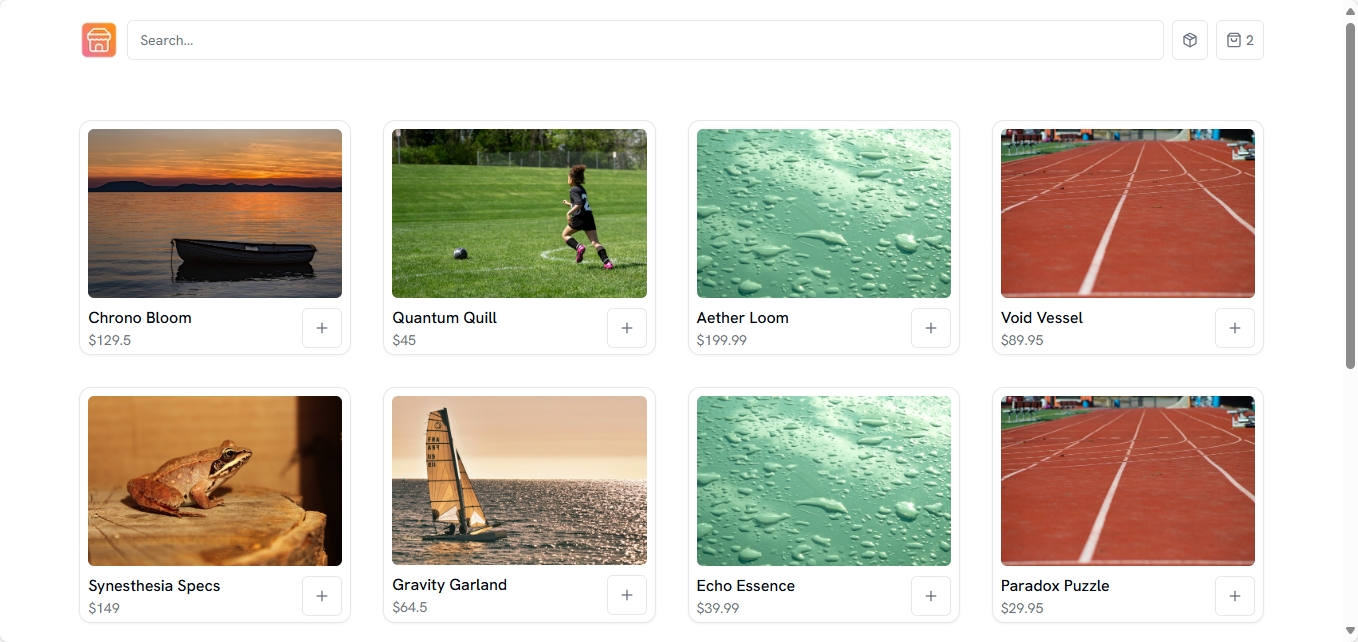 Search...
2
Chrono Bloom
$129.5
Quantum Quill
$45
Aether Loom
$199.99
Void Vessel
$89.95
Synesthesia Specs
$149
Gravity Garland
$64.5
Echo Essence
$39.99
Paradox Puzzle
$29.95